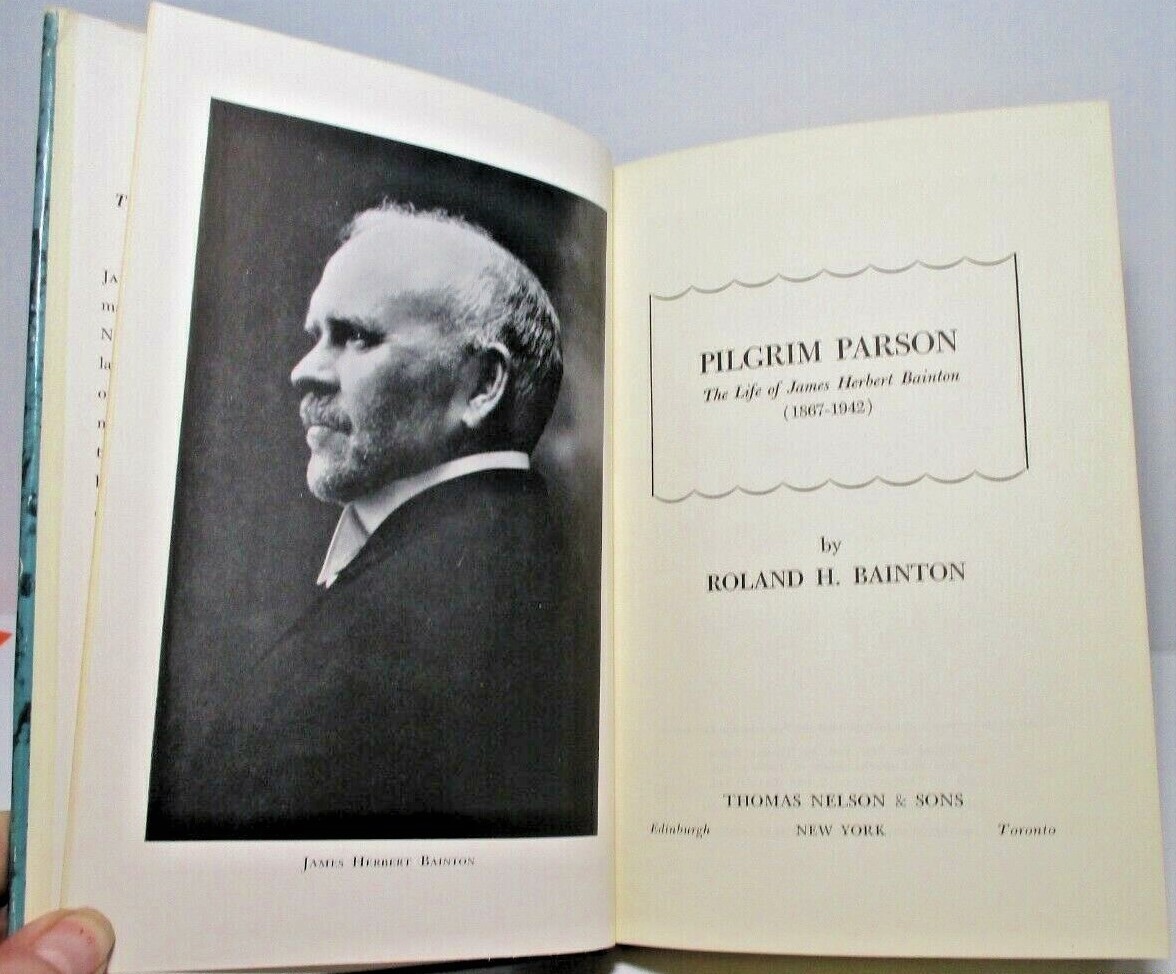 JAMES HERBERT BAINTON
PILGRIM PARSON
The Life of James Herbert Bainton
(1867-1942)
by
ROLAND H. BAINTON
THOMAS NELSON & SONS
Edinburgh NEW YORK Toronto